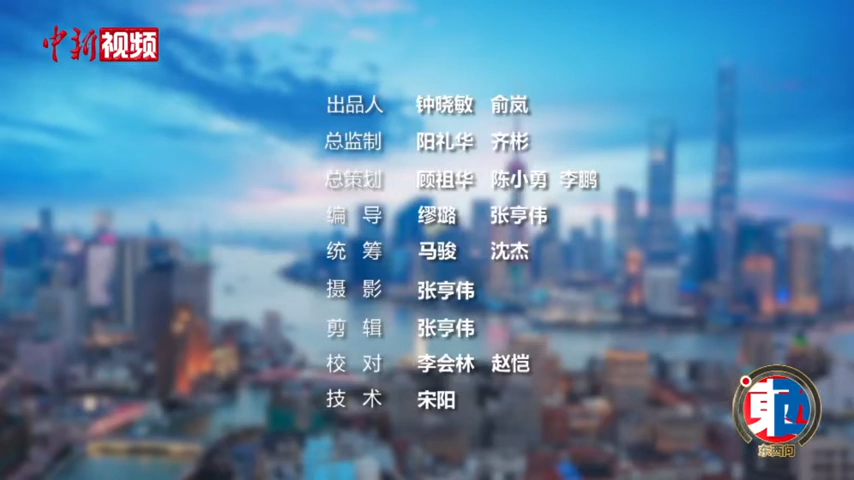 中新视频
出品人 钟晓敏 俞岚
总监制 阳礼华 齐彬
总策划 顾祖华 陈小勇 李鹏
编 导 缪璐 张亨伟
统 筹 马骏 沈杰
摄 影 张亨伟
剪 辑 张亨伟
校 对 李会林 赵恺
技 术 宋阳
东西问